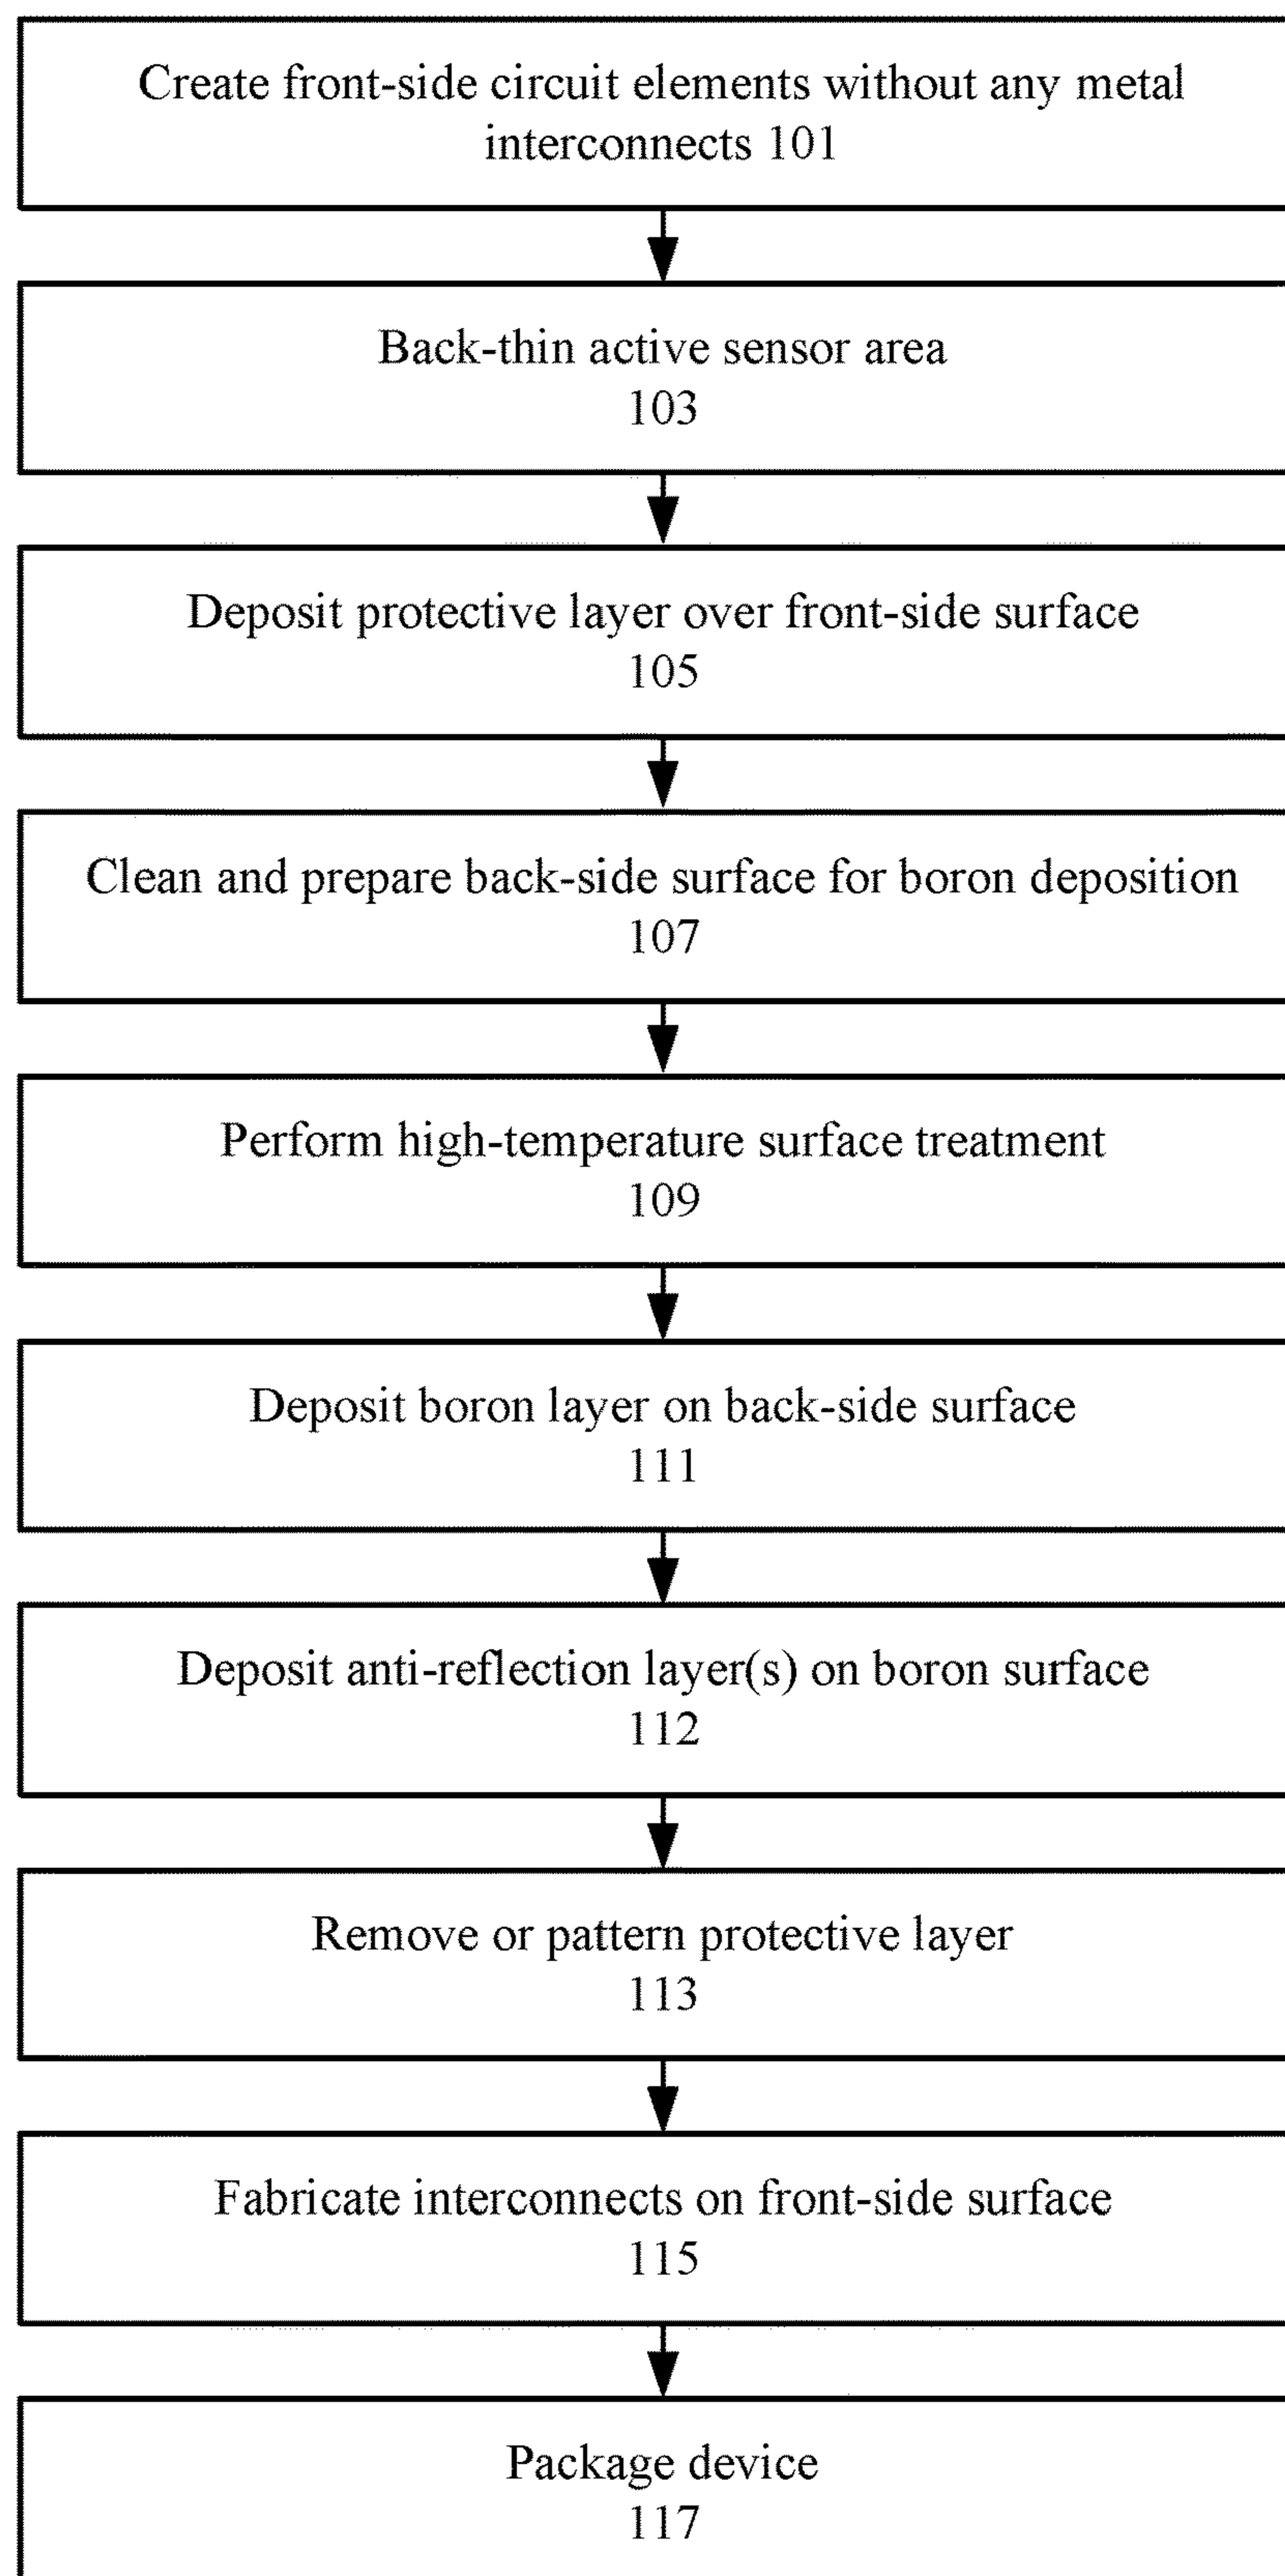 Create front-side circuit elements without any metal
interconnects 101
Back-thin active sensor area
103
Deposit protective layer over front-side surface
105
Clean and prepare back-side surface for boron deposition
107
Perform high-temperature surface treatment
109
Deposit boron layer on back-side surface
111
Deposit anti-reflection layer(s) on boron surface
112
Remove or pattern protective layer
113
Fabricate interconnects on front-side surface
115
Package device
117